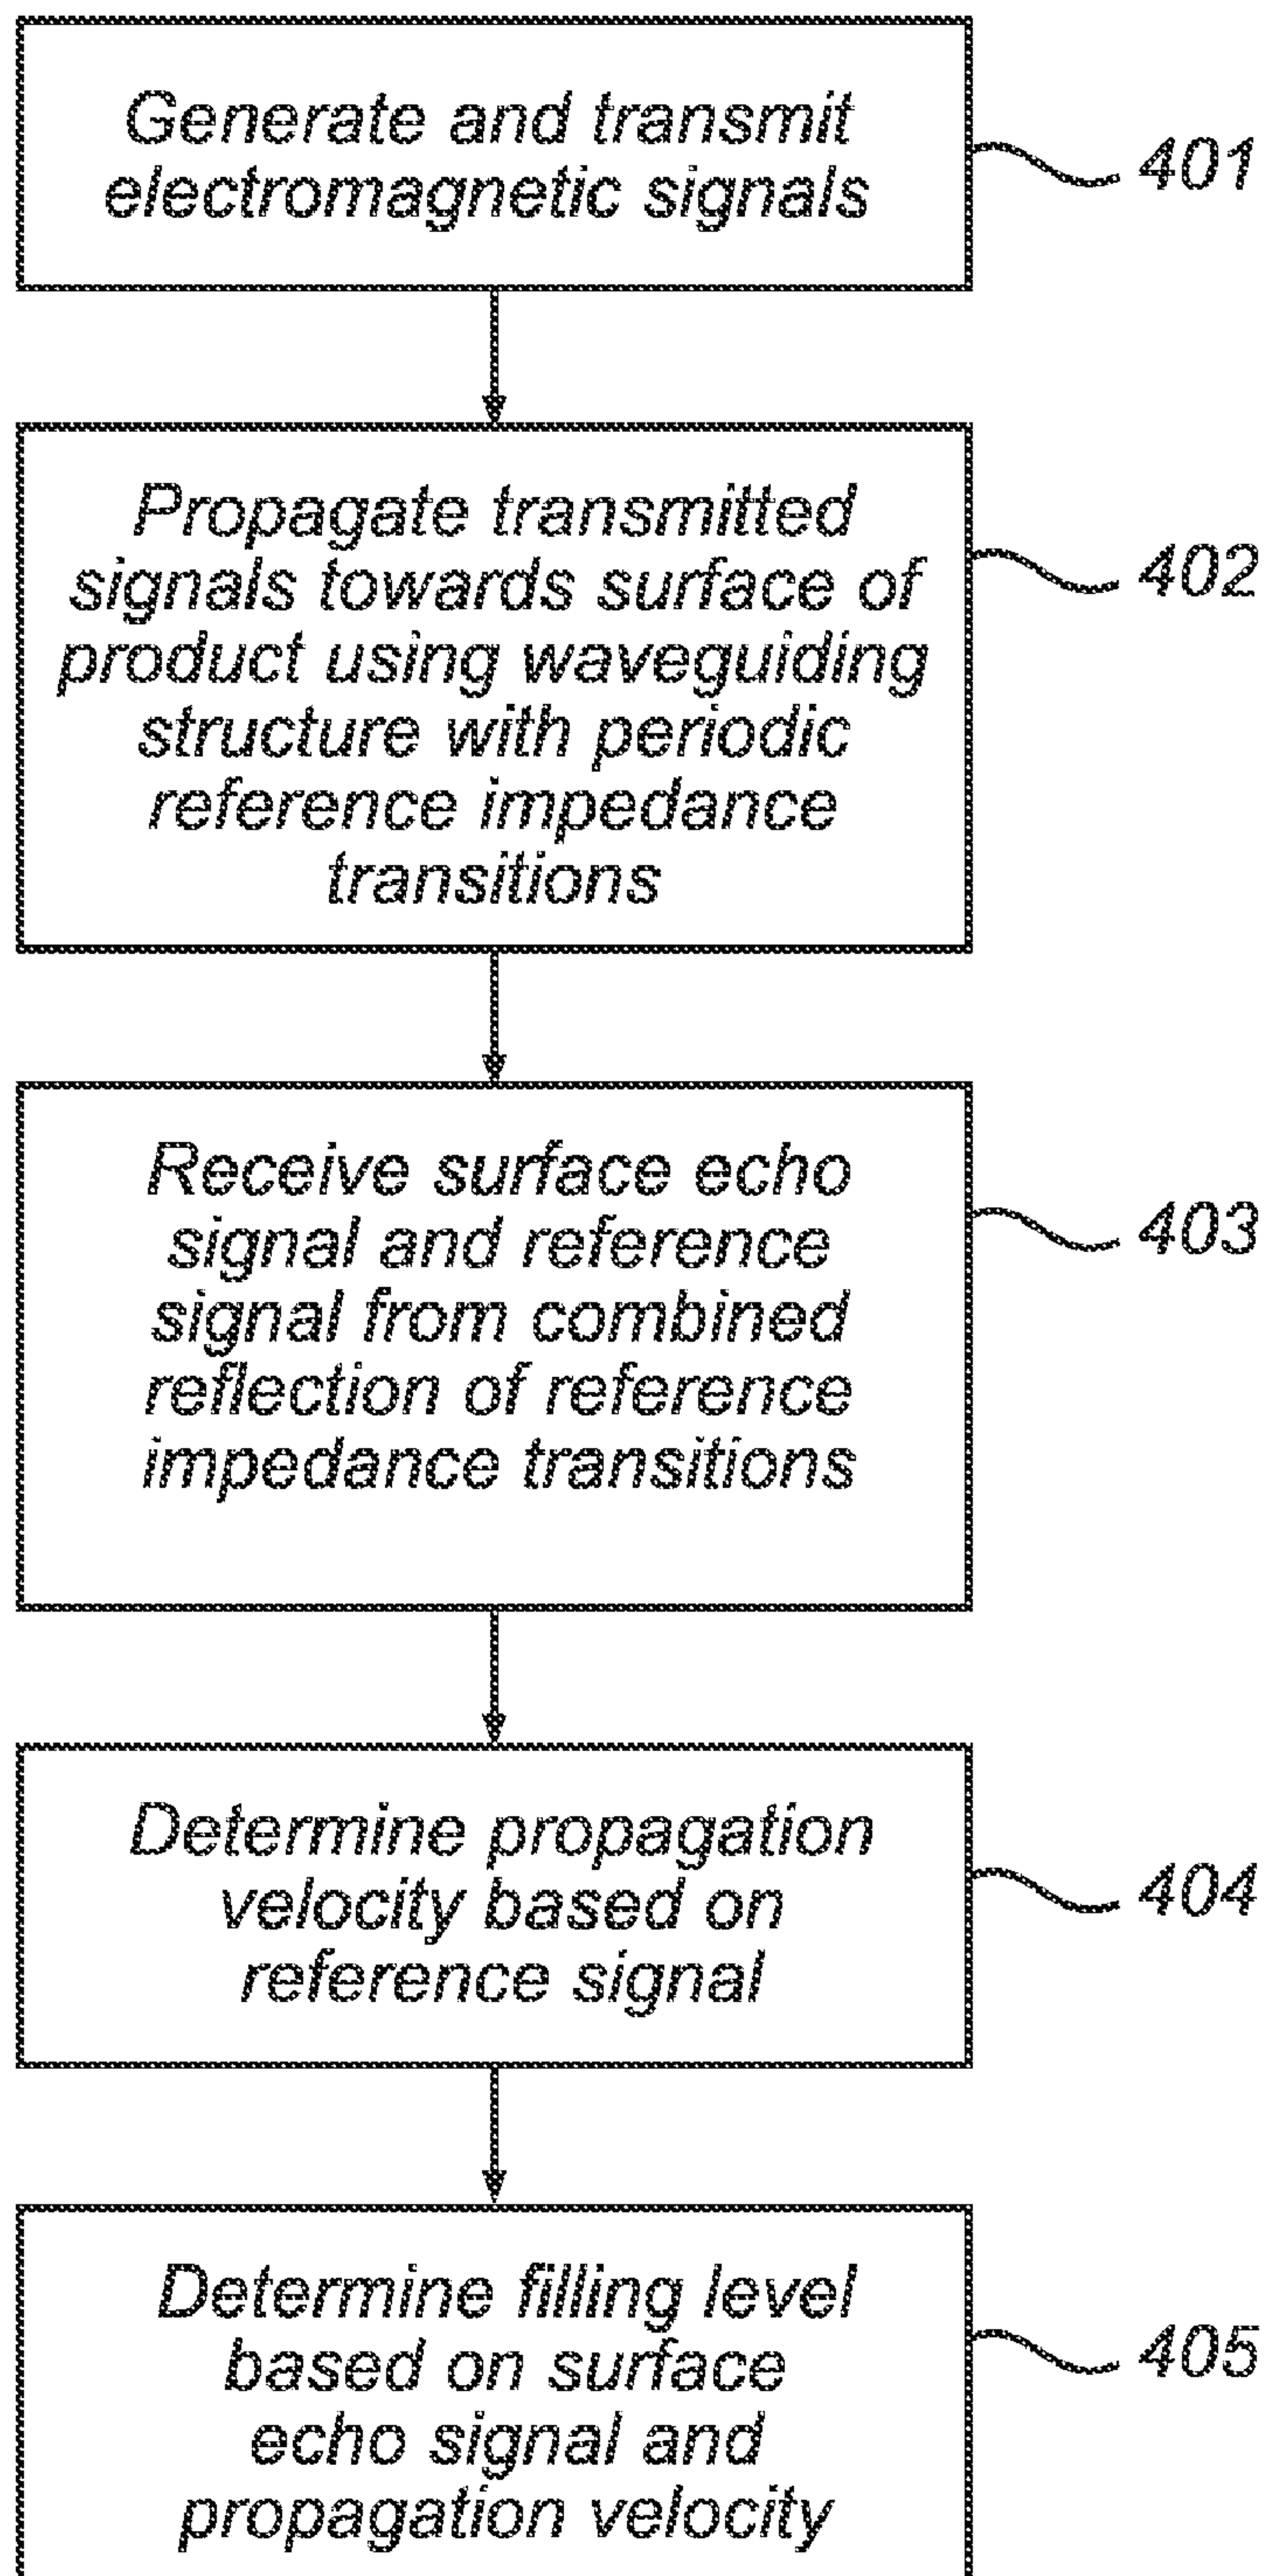 Generate and transmit
electromagnetic signals
401
Propagate transmitted
signals towards surface of
product using waveguiding
structure with periodic
reference impedance
transitions
402
Receive surface echo
signal and reference
signal from combined
reflection of reference
impedance transitions
403
Determine propagation
velocity based on
reference signal
404
Determine filling level
based on surface
echo signal and
propagation velocity
405